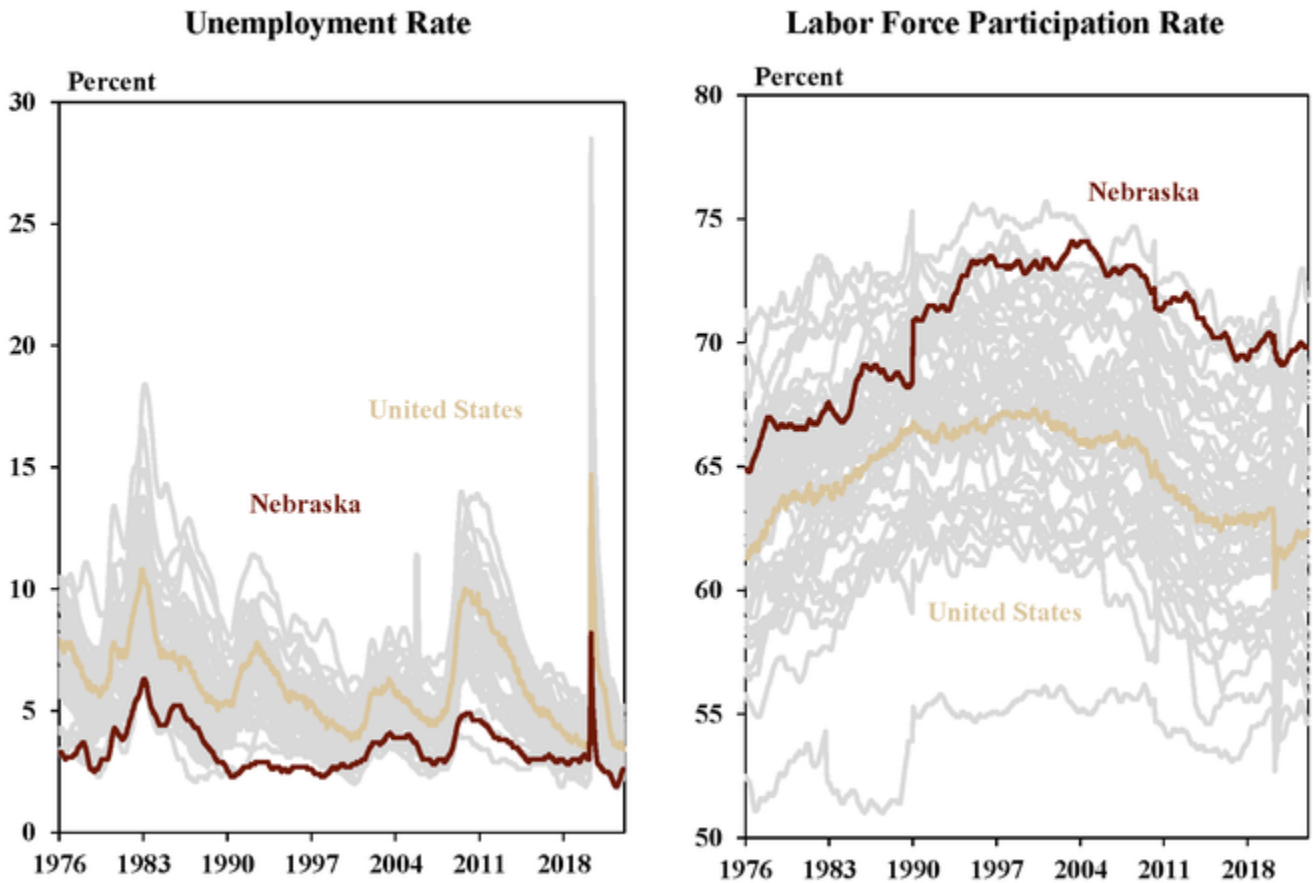 Unemployment Rate
Percent
30
25
20
15
10
5
0
United States
Nebraska
1976 1983 1990 1997 2004 2011 2018
Labor Force Participation Rate
Percent
80
75
70
65
60
55
50
Nebraska
United States
1976 1983 1990 1997 2004 2011 2018